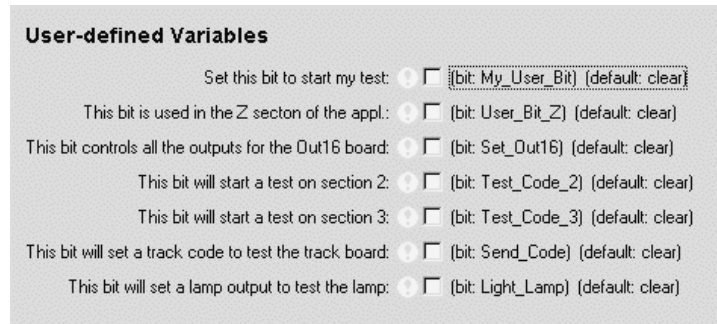 User-defined Variables
Set this bit to start my test: (bit: My_User_Bit) (default: clear)
This bit is used in the Z secton of the appl.: (bit: User_Bit_Z) (default: clear)
This bit controls all the outputs for the Out16 board: (bit: Set_Out16) (default: clear)
This bit will start a test on section 2: (bit: Test_Code_2) (default: clear)
This bit will start a test on section 3: (bit: Test_Code_3) (default: clear)
This bit will set a track code to test the track board: (bit: Send_Code) (default: clear)
This bit will set a lamp output to test the lamp: (bit: Light_Lamp) (default: clear)